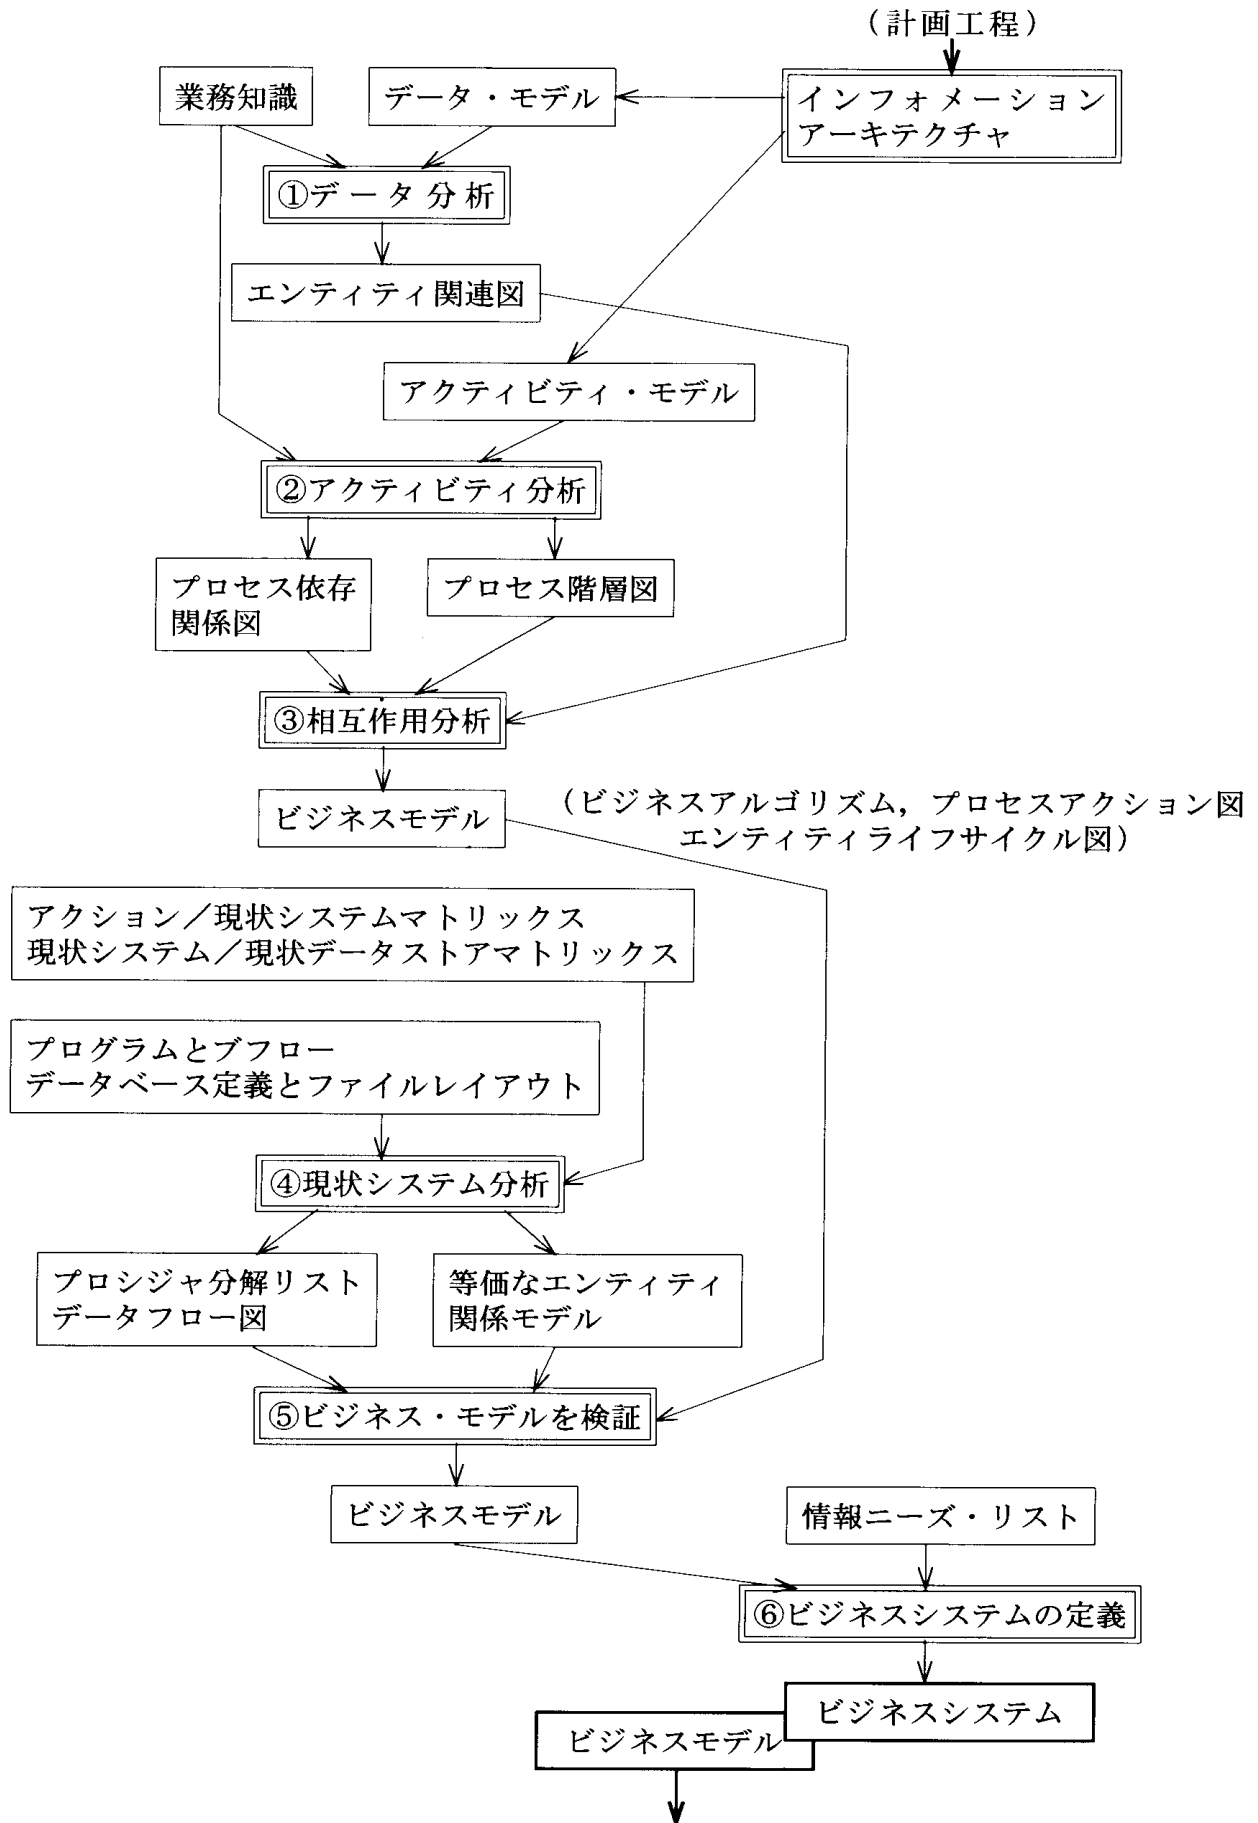 （計画工程）
業務知識
データ・モデル
インフォメーション
アーキテクチャ
①データ分析
エンティティ関連図
アクティビティ・モデル
②アクティビティ分析
プロセス依存
関係図
プロセス階層図
③相互作用分析
ビジネスモデル
（ビジネスアルゴリズム，プロセスアクション図
エンティティライフサイクル図）
アクション／現状システムマトリックス
現状システム／現状データストアマトリックス
プログラムとブフロー
データベース定義とファイルレイアウト
④現状システム分析
プロシジャ分解リスト
データフロー図
等価なエンティティ
関係モデル
⑤ビジネス・モデルを検証
ビジネスモデル
情報ニーズ・リスト
⑥ビジネスシステムの定義
ビジネスシステム
ビジネスモデル